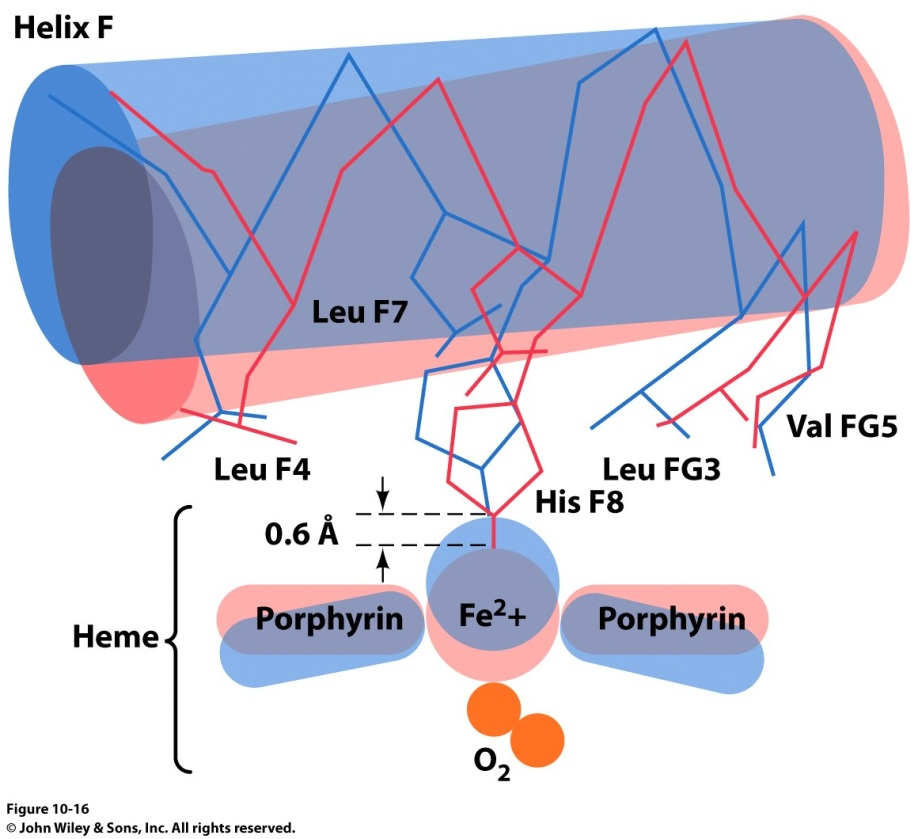 Helix F
Leu F7
Val FG5
Leu F4
Leu FG3
His F8
0.6 Å
Heme
Porphyrin
Fe²+
Porphyrin
O₂
Figure 10-16
© John Wiley & Sons, Inc. All rights reserved.